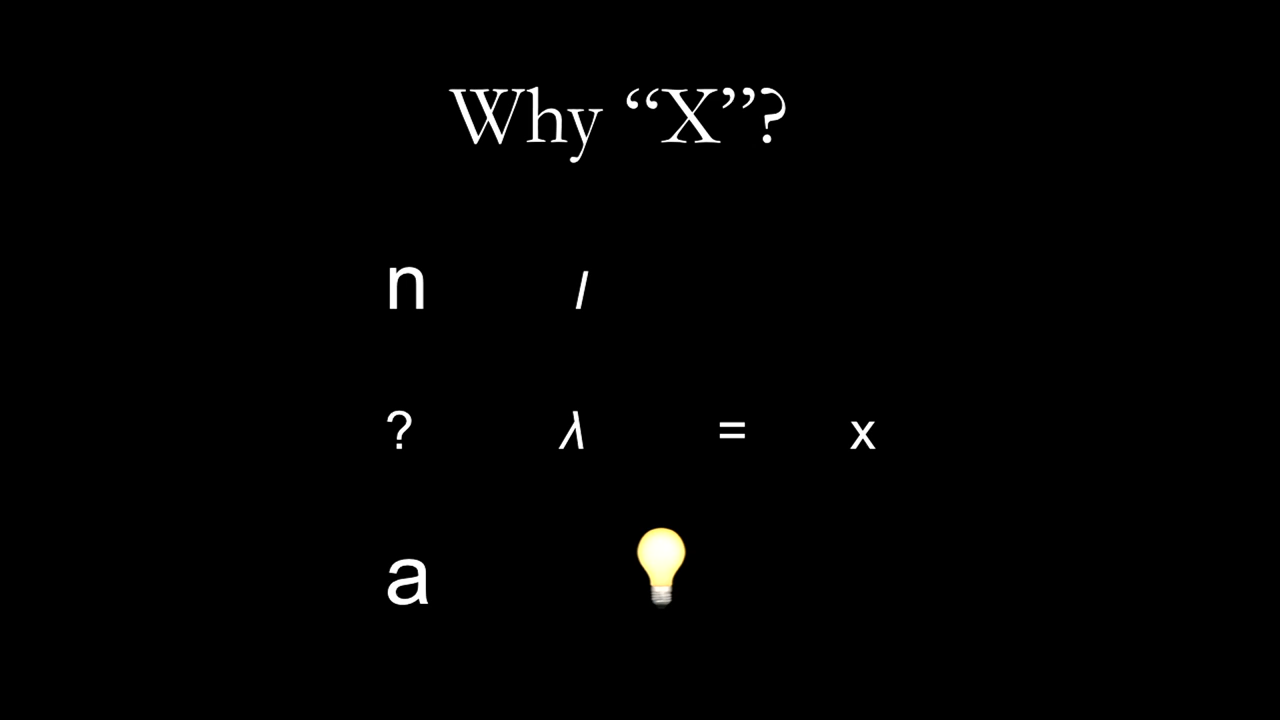 Why “X”?
n l
? λ = x
a